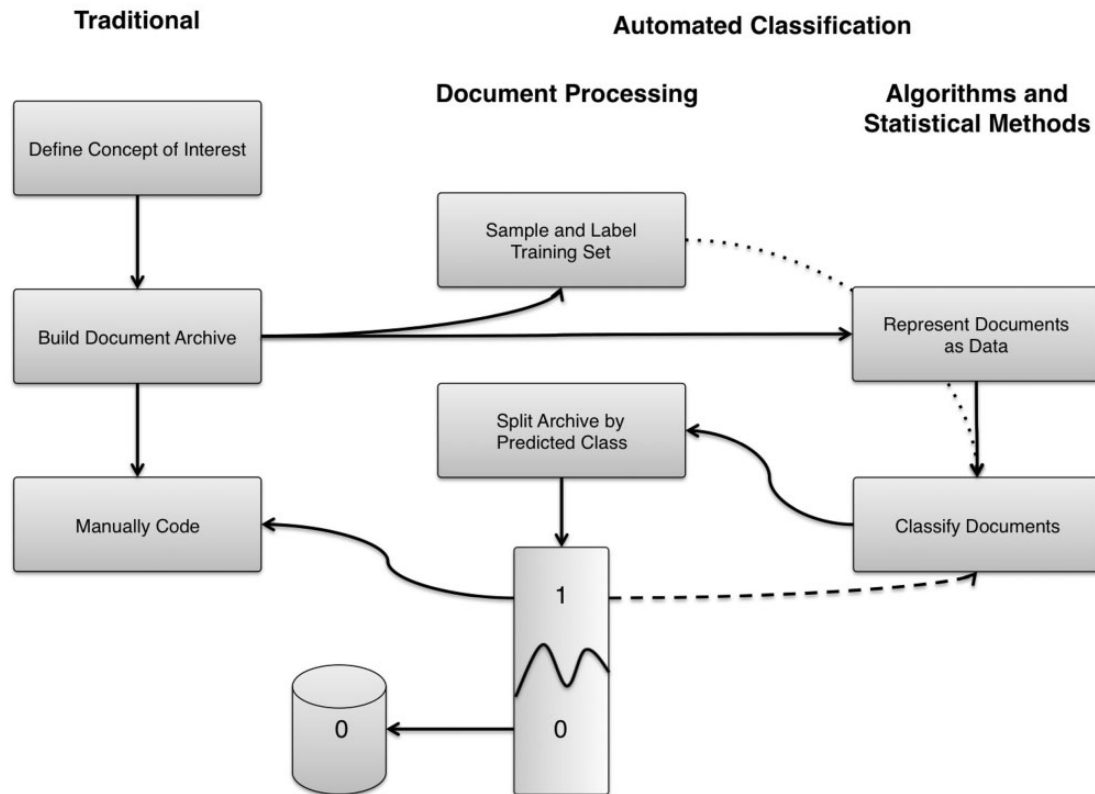 Traditional
Automated Classification
Document Processing
Algorithms and
Statistical Methods
Define Concept of Interest
Sample and Label
Training Set
Build Document Archive
Represent Documents
as Data
Split Archive by
Predicted Class
Manually Code
Classify Documents
1
0
0